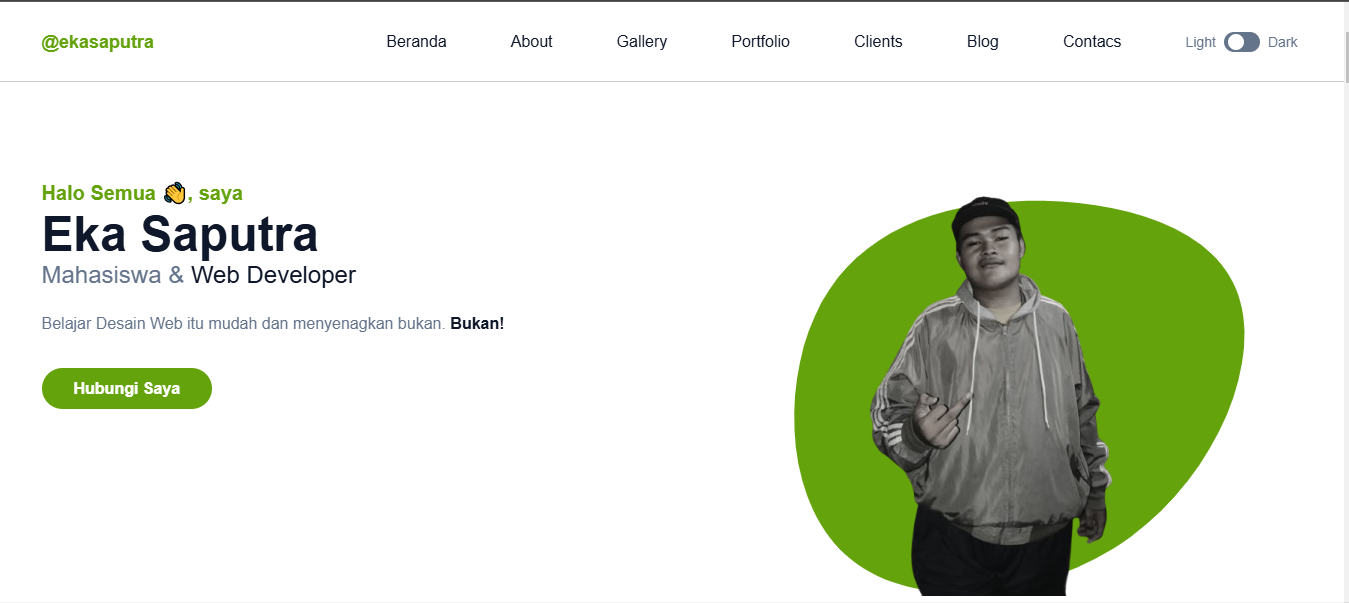 @ekasaputra
Beranda About Gallery Portfolio Clients Blog Contacs Light Dark
Halo Semua 👋, saya
Eka Saputra
Mahasiswa & Web Developer
Belajar Desain Web itu mudah dan menyenagkan bukan. Bukan!
Hubungi Saya